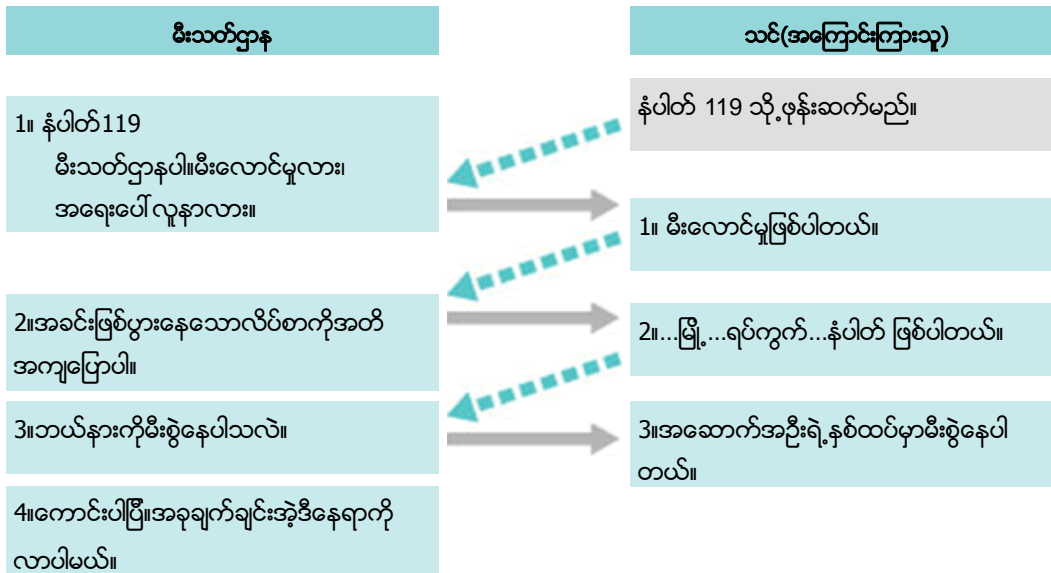 မီးသတ်ဌာန
သင်(အကြောင်းကြားသူ)
နံပါတ် 119 သို့ဖုန်းဆက်မည်။
1။ နံပါတ်119
မီးသတ်ဌာနပါ။မီးလောင်မှုလား၊
အရေးပေါ်လူနာလား။
1။ မီးလောင်မှုဖြစ်ပါတယ်။
2။အခင်းဖြစ်ပွားနေသောလိပ်စာကိုအတိ
အကျပြောပါ။
2။...မြို့...ရပ်ကွက်...နံပါတ် ဖြစ်ပါတယ်။
3။ဘယ်နားကိုမီးစွဲနေပါသလဲ။
3။အဆောက်အဦးရဲ့နှစ်ထပ်မှာမီးစွဲနေပါ
တယ်။
4။ကောင်းပါပြီ။အခုချက်ချင်းအဲ့ဒီနေရာကို
လာပါမယ်။